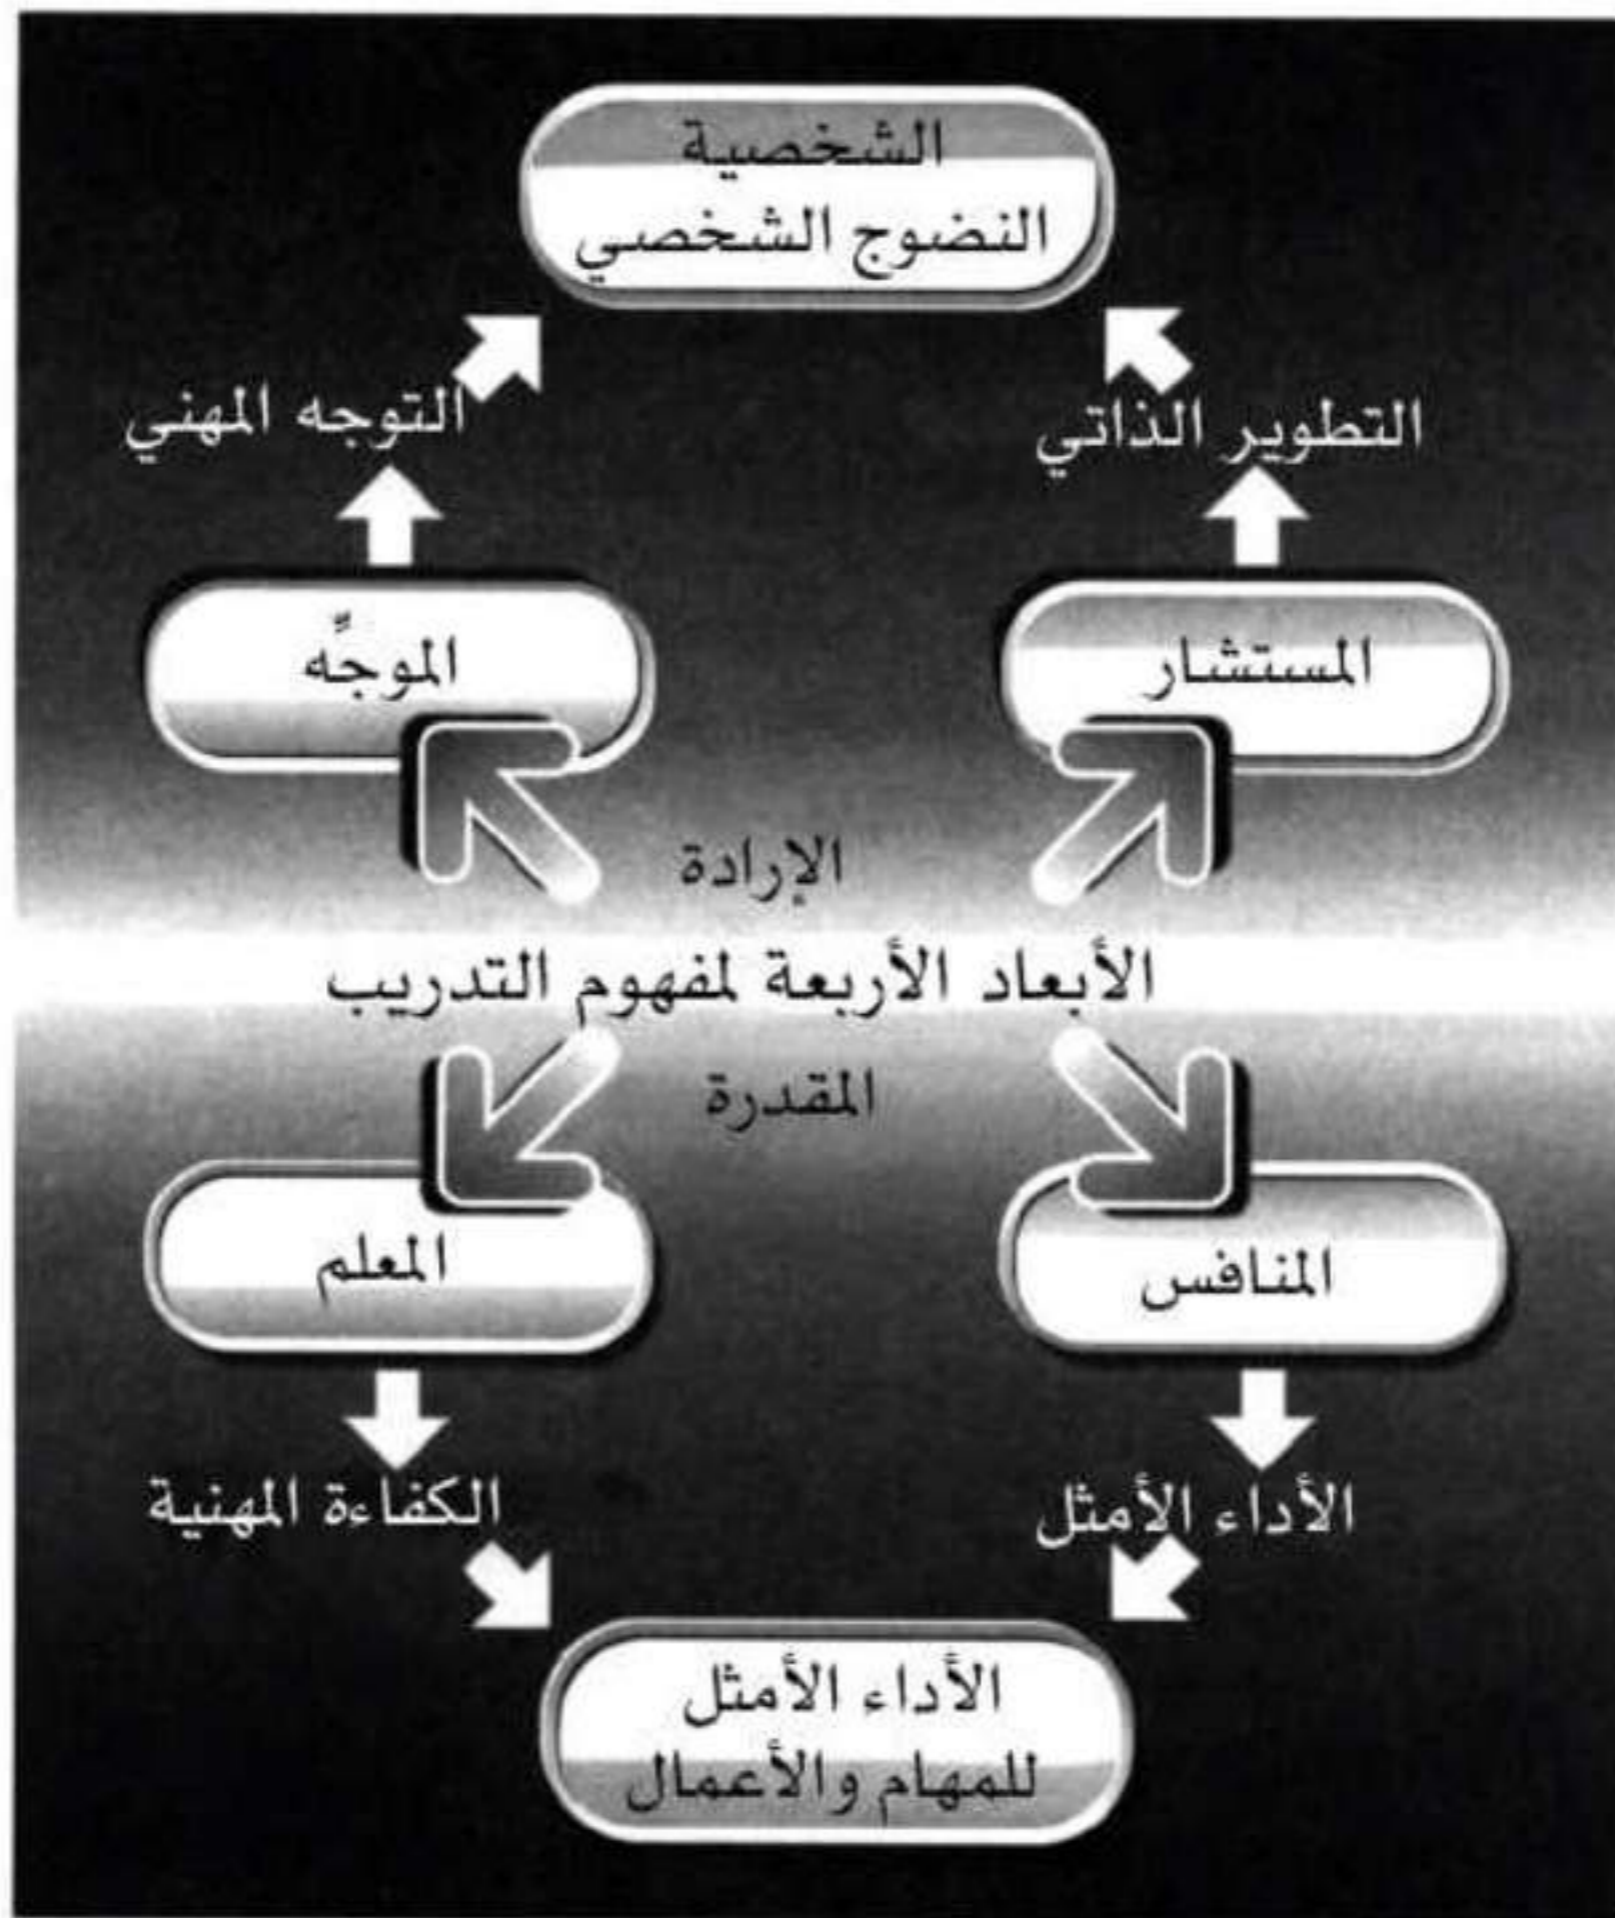 الشخصية
النضوج الشخصي
التطوير الذاتي
التوجه المهني
المستشار
الموجِّه
الإرادة
الأبعاد الأربعة لمفهوم التدريب
المقدرة
المنافس
المعلم
الأداء الأمثل
الكفاءة المهنية
الأداء الأمثل
للمهام والأعمال